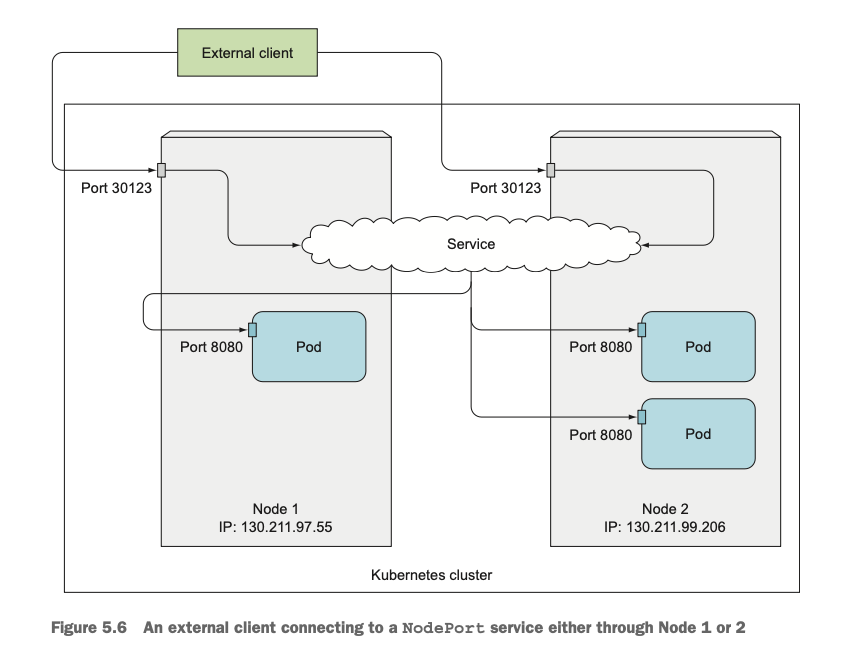 External client
Port 30123
Port 30123
Service
Port 8080
Pod
Port 8080
Pod
Port 8080
Pod
Node 1
IP: 130.211.97.55
Node 2
IP: 130.211.99.206
Kubernetes cluster
Figure 5.6 An external client connecting to a NodePort service either through Node 1 or 2